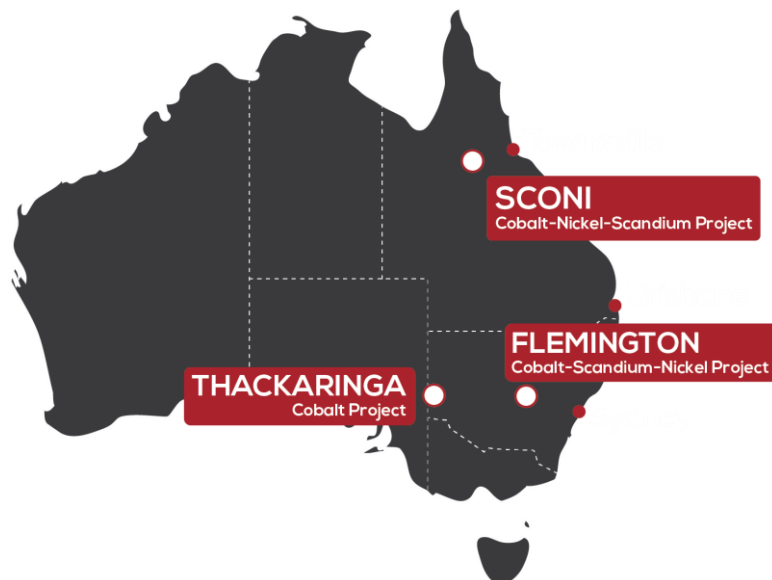 SCONI
Cobalt-Nickel-Scandium Project
FLEMINGTON
Cobalt-Scandium-Nickel Project
THACKARINGA
Cobalt Project